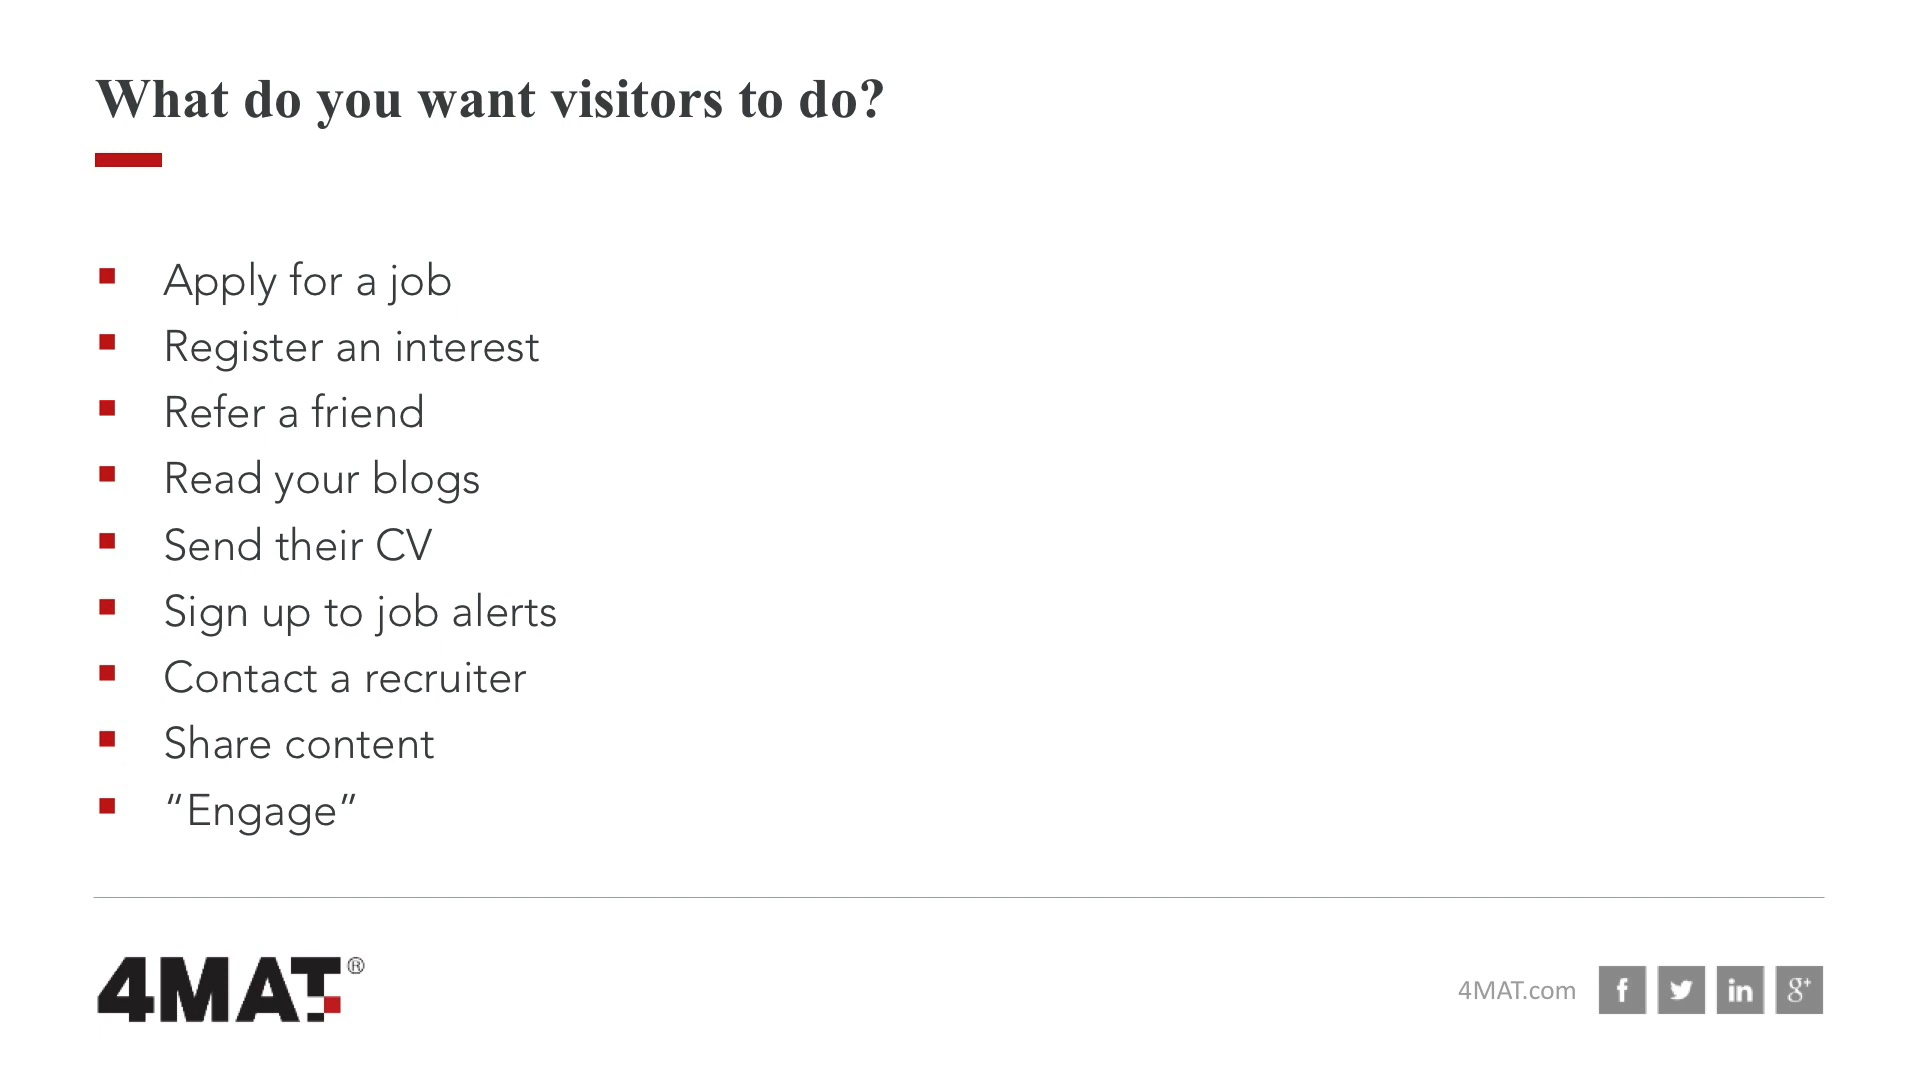 What do you want visitors to do?
Apply for a job
Register an interest
Refer a friend
Read your blogs
Send their CV
Sign up to job alerts
Contact a recruiter
Share content
“Engage”
4MAT®
4MAT.com f in g+